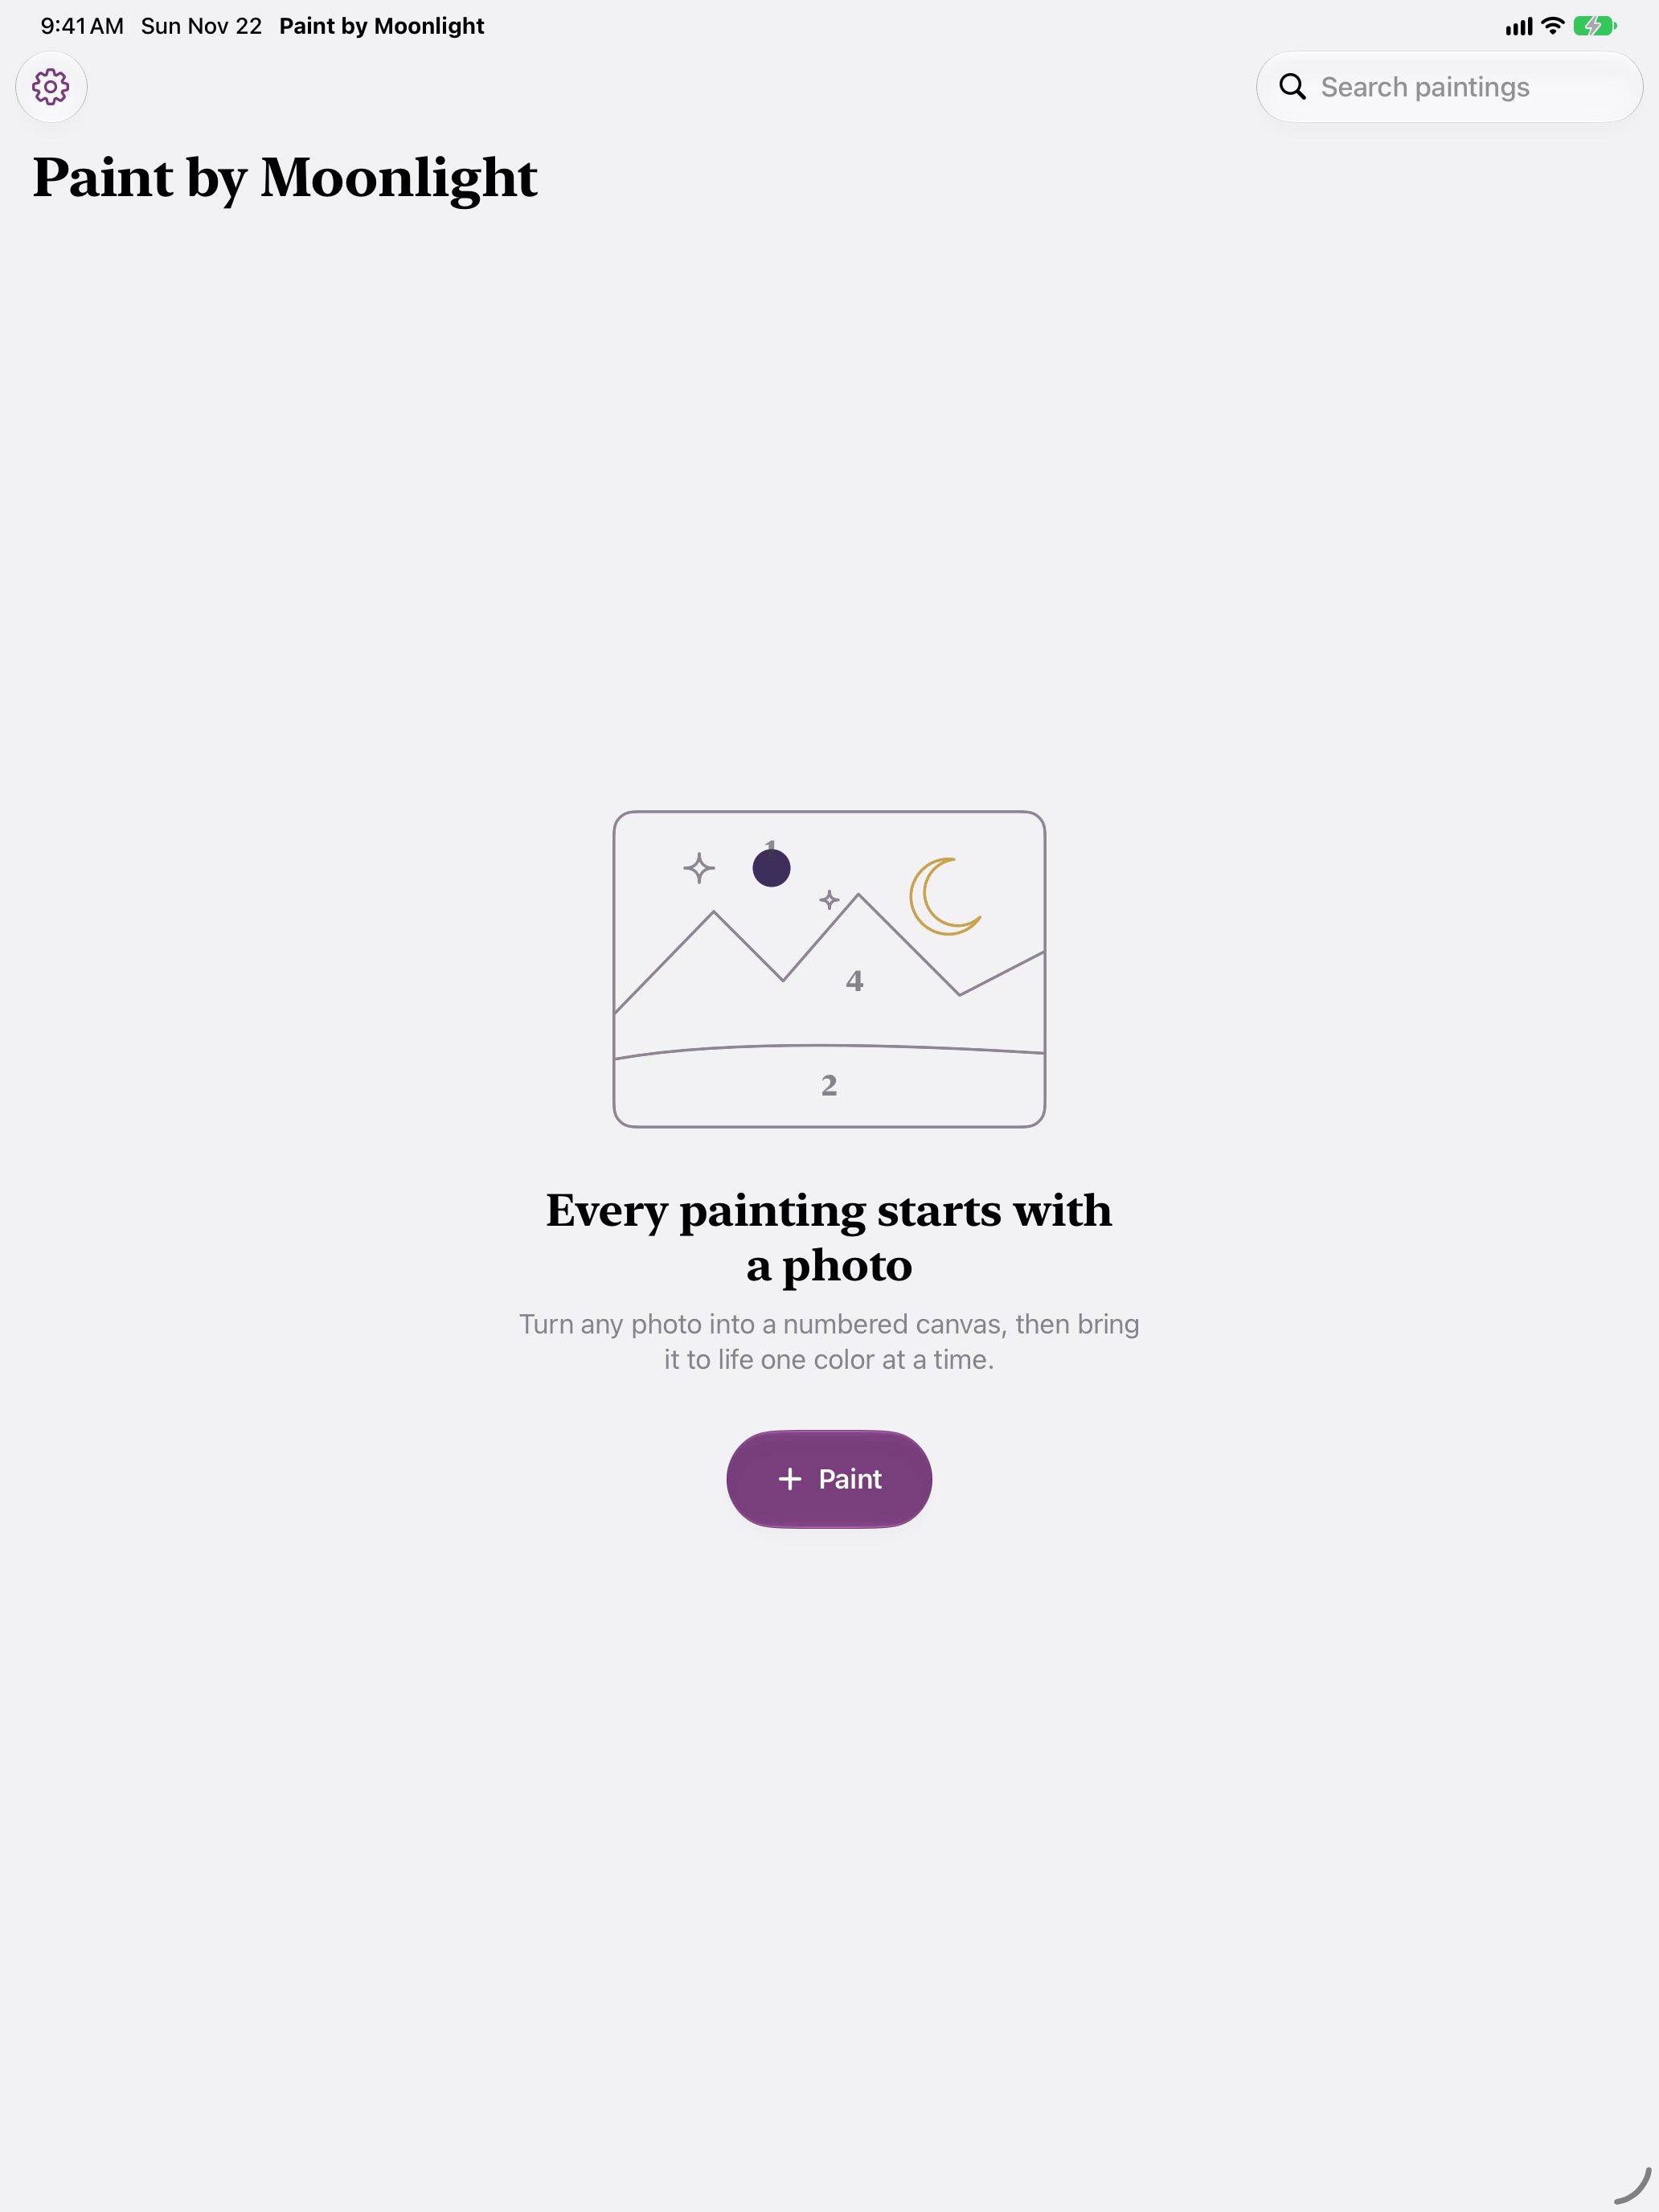 9:41 AM Sun Nov 22 Paint by Moonlight
Search paintings
Paint by Moonlight
1
4
2
Every painting starts with
a photo
Turn any photo into a numbered canvas, then bring
it to life one color at a time.
+ Paint